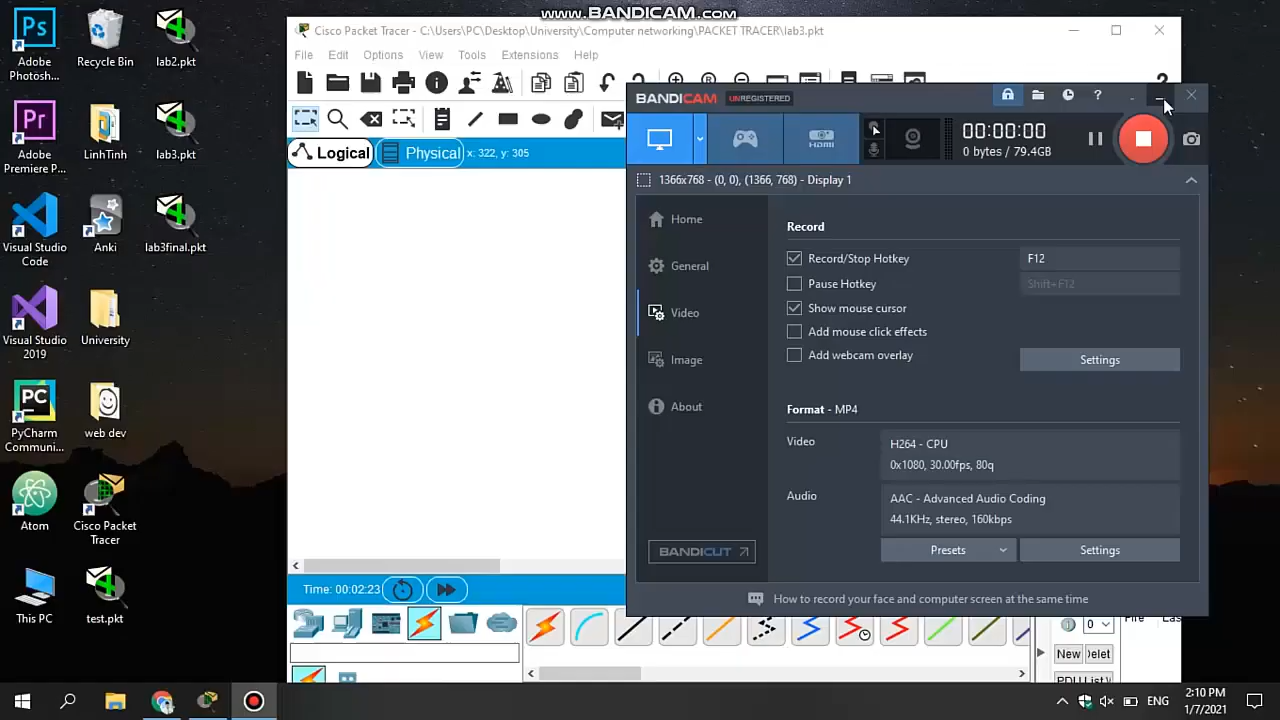 www.BANDICAM.com
Adobe
Photosh...
Recycle Bin
lab2.pkt
Adobe
Premiere P...
LinhTinh
lab3.pkt
Visual Studio
Code
Anki
lab3final.pkt
Visual Studio
2019
University
PyCharm
Communi...
web dev
Atom
Cisco Packet
Tracer
This PC
test.pkt
Cisco Packet Tracer - C:\Users\PC\Desktop\University\Computer networking\PACKET TRACER\lab3.pkt
File Edit Options View Tools Extensions Help
Logical Physical x: 322, y: 305
BANDICAM UNREGISTERED
HDMI
00:00:00
0 bytes / 79.4GB
1366x768 - (0, 0), (1366, 768) - Display 1
Home
General
Video
Image
About
BANDICUT
Record
Record/Stop Hotkey F12
Pause Hotkey Shift+F12
Show mouse cursor
Add mouse click effects
Add webcam overlay
Settings
Format - MP4
Video
H264 - CPU
0x1080, 30.00fps, 80q
Audio
AAC - Advanced Audio Coding
44.1KHz, stereo, 160kbps
Presets Settings
How to record your face and computer screen at the same time
Time: 00:02:23
0
New
ENG
2:10 PM
1/7/2021